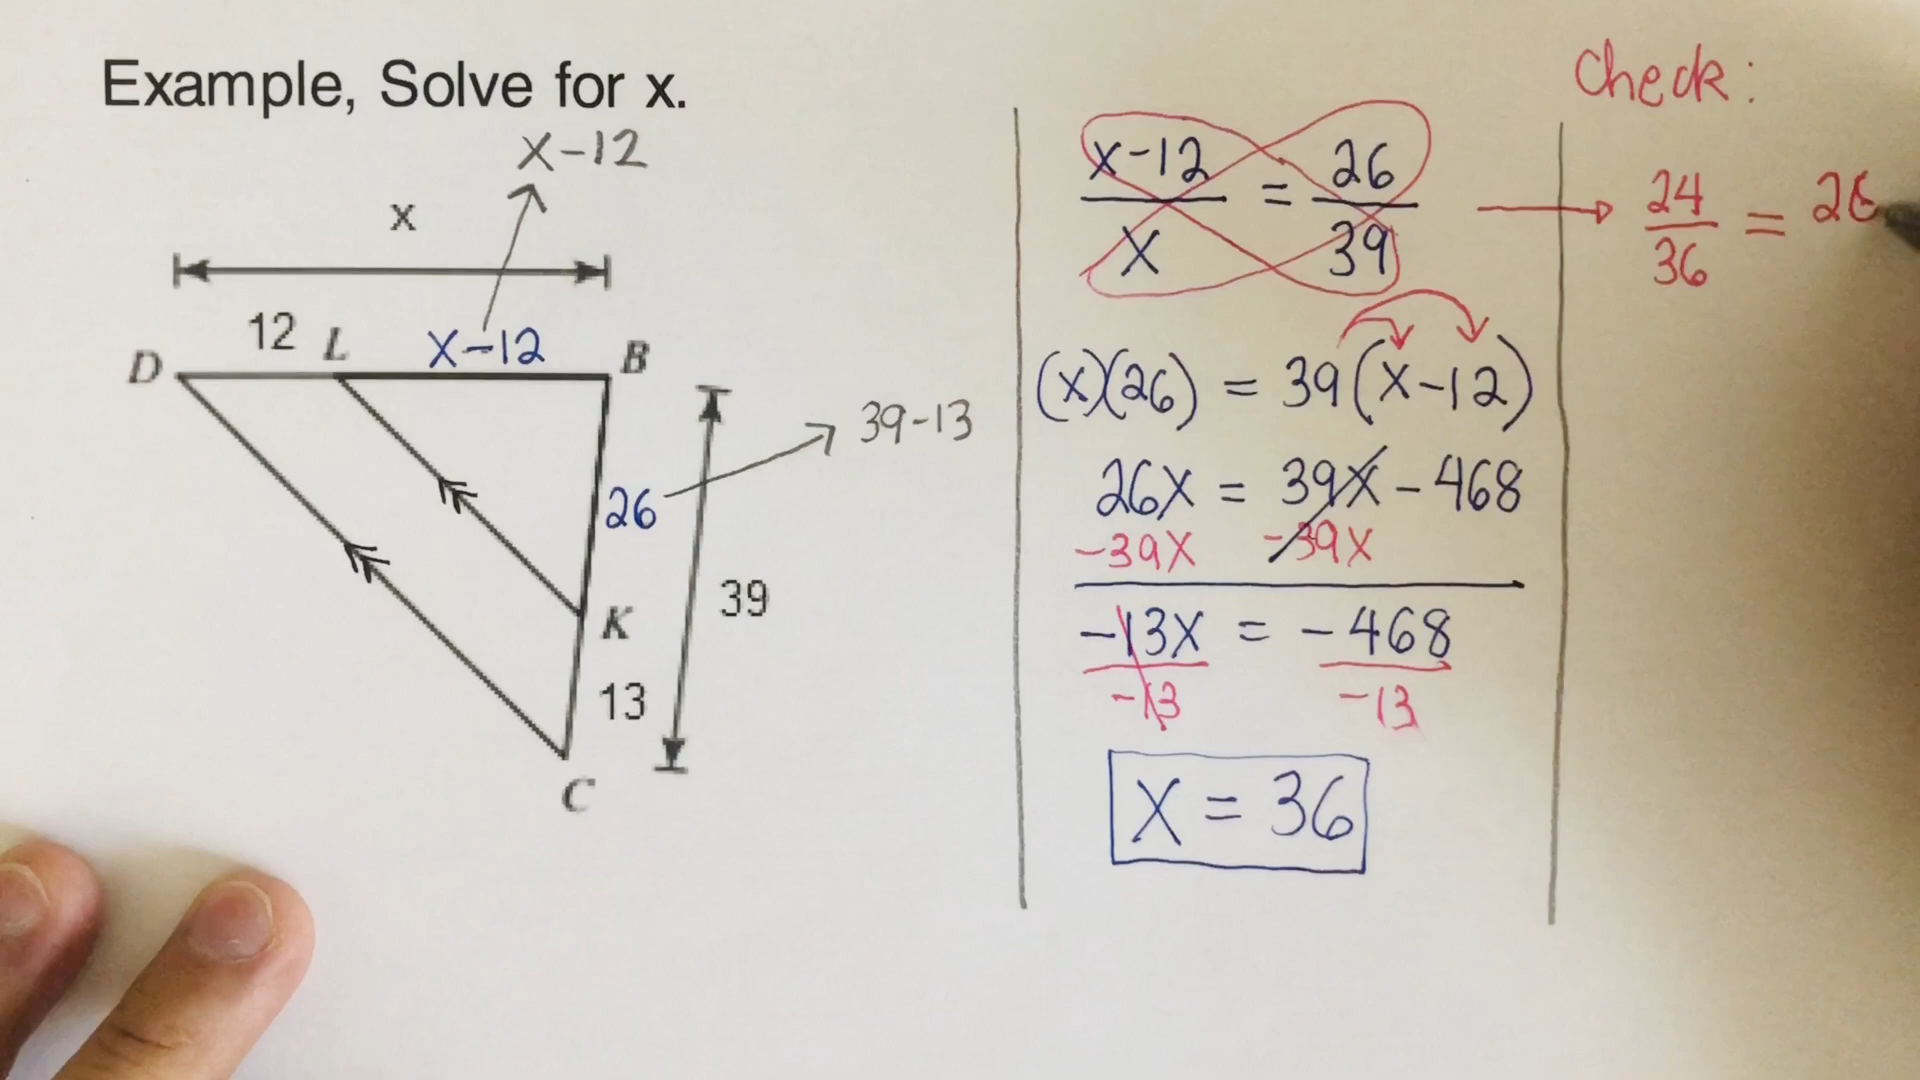 Example, Solve for x.
x-12
x
12 L x-12
D B
39-13
26
39
K
13
C
x-12 / x = 26 / 39
(x)(26) = 39(x-12)
26x = 39x - 468
-39x -39x
-13x = -468
-13 -13
x = 36
Check:
24 / 36 = 26